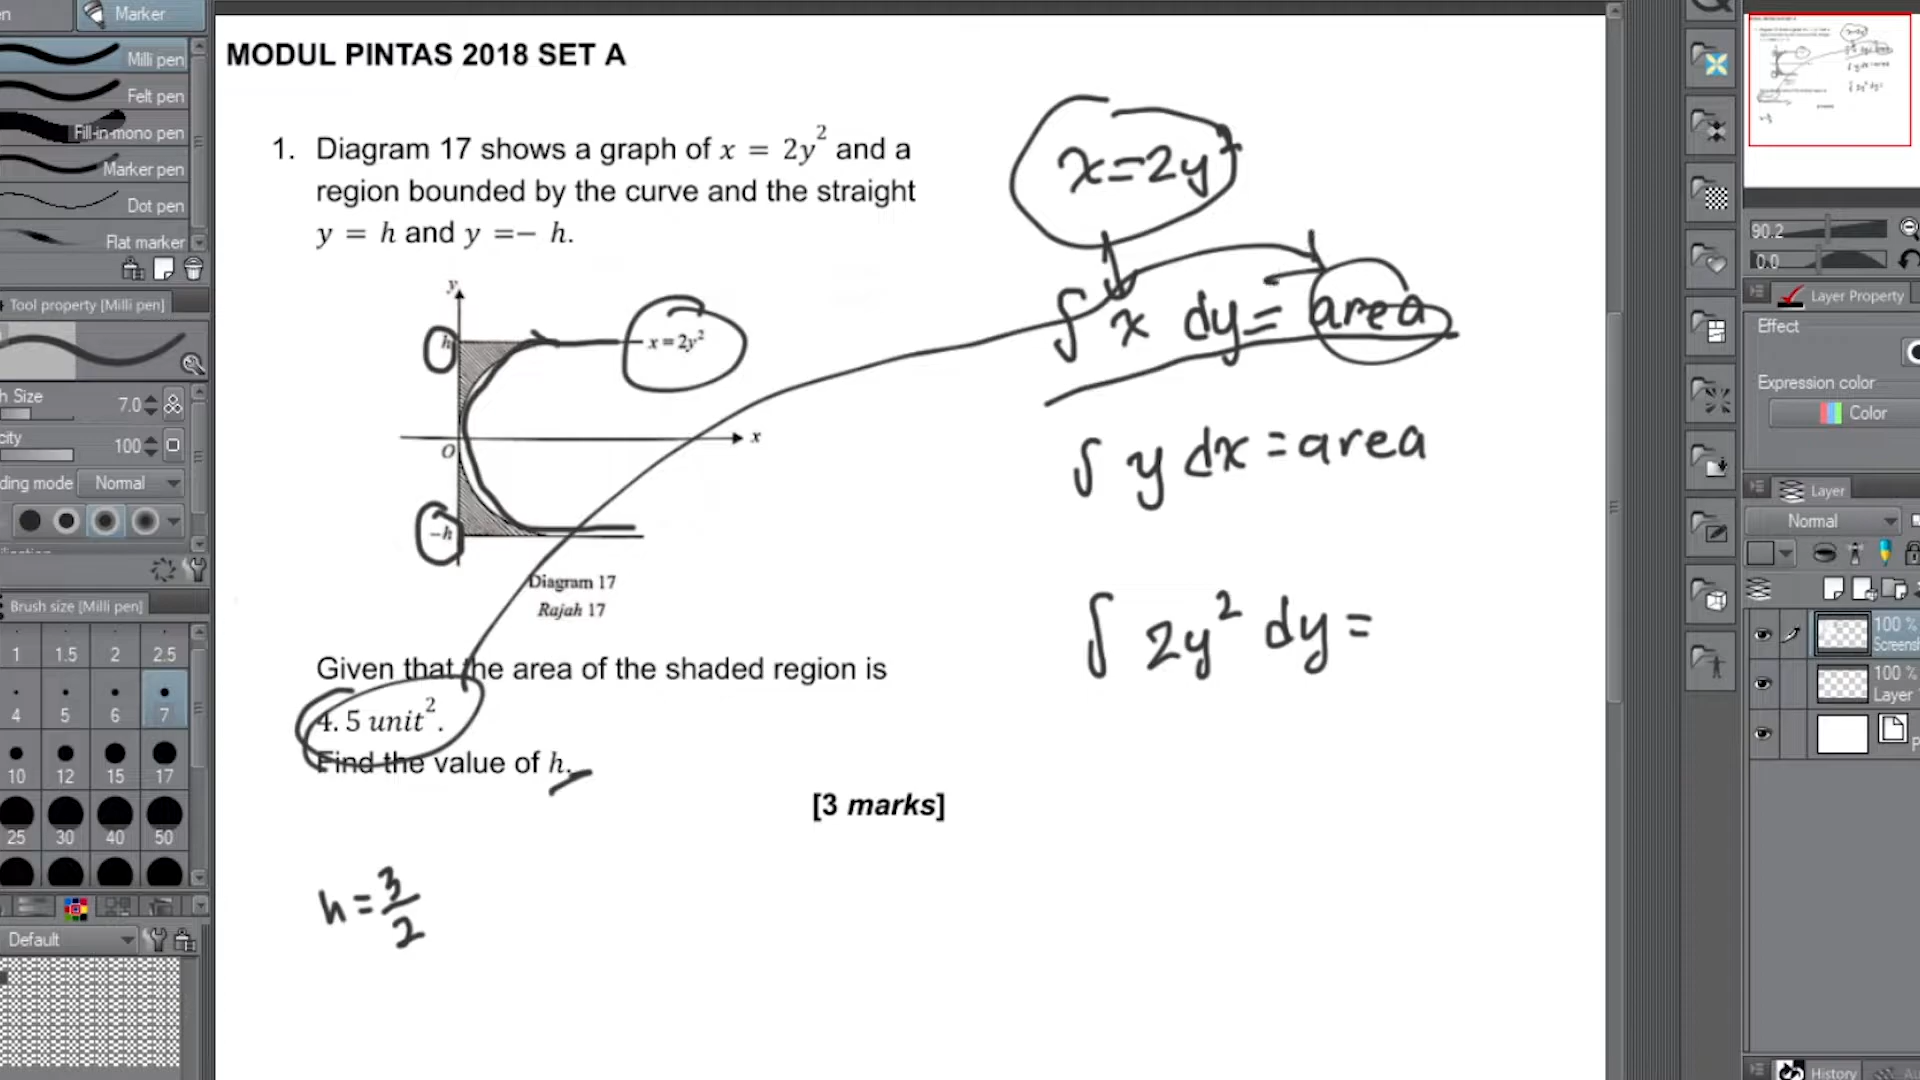 Marker
Milli pen
Felt pen
Fill-in-mono pen
Marker pen
Dot pen
Flat marker
Tool property [Milli pen]
h Size
7.0
city
100
ding mode
Normal
Brush size [Milli pen]
1 1.5 2 2.5
4 5 6 7
10 12 15 17
25 30 40 50
Default
MODUL PINTAS 2018 SET A
1. Diagram 17 shows a graph of x = 2y² and a
region bounded by the curve and the straight
y = h and y =− h.
y
h
x = 2y²
O
x
−h
Diagram 17
Rajah 17
Given that the area of the shaded region is
4. 5 unit².
Find the value of h.
[3 marks]
h = 3/2
x = 2y²
∫ x dy = area
∫ y dx = area
∫ 2y² dy =
90.2
0.0
Layer Property
Effect
Expression color
Color
Layer
Normal
100 %
Screensh
100 %
Layer
P
History